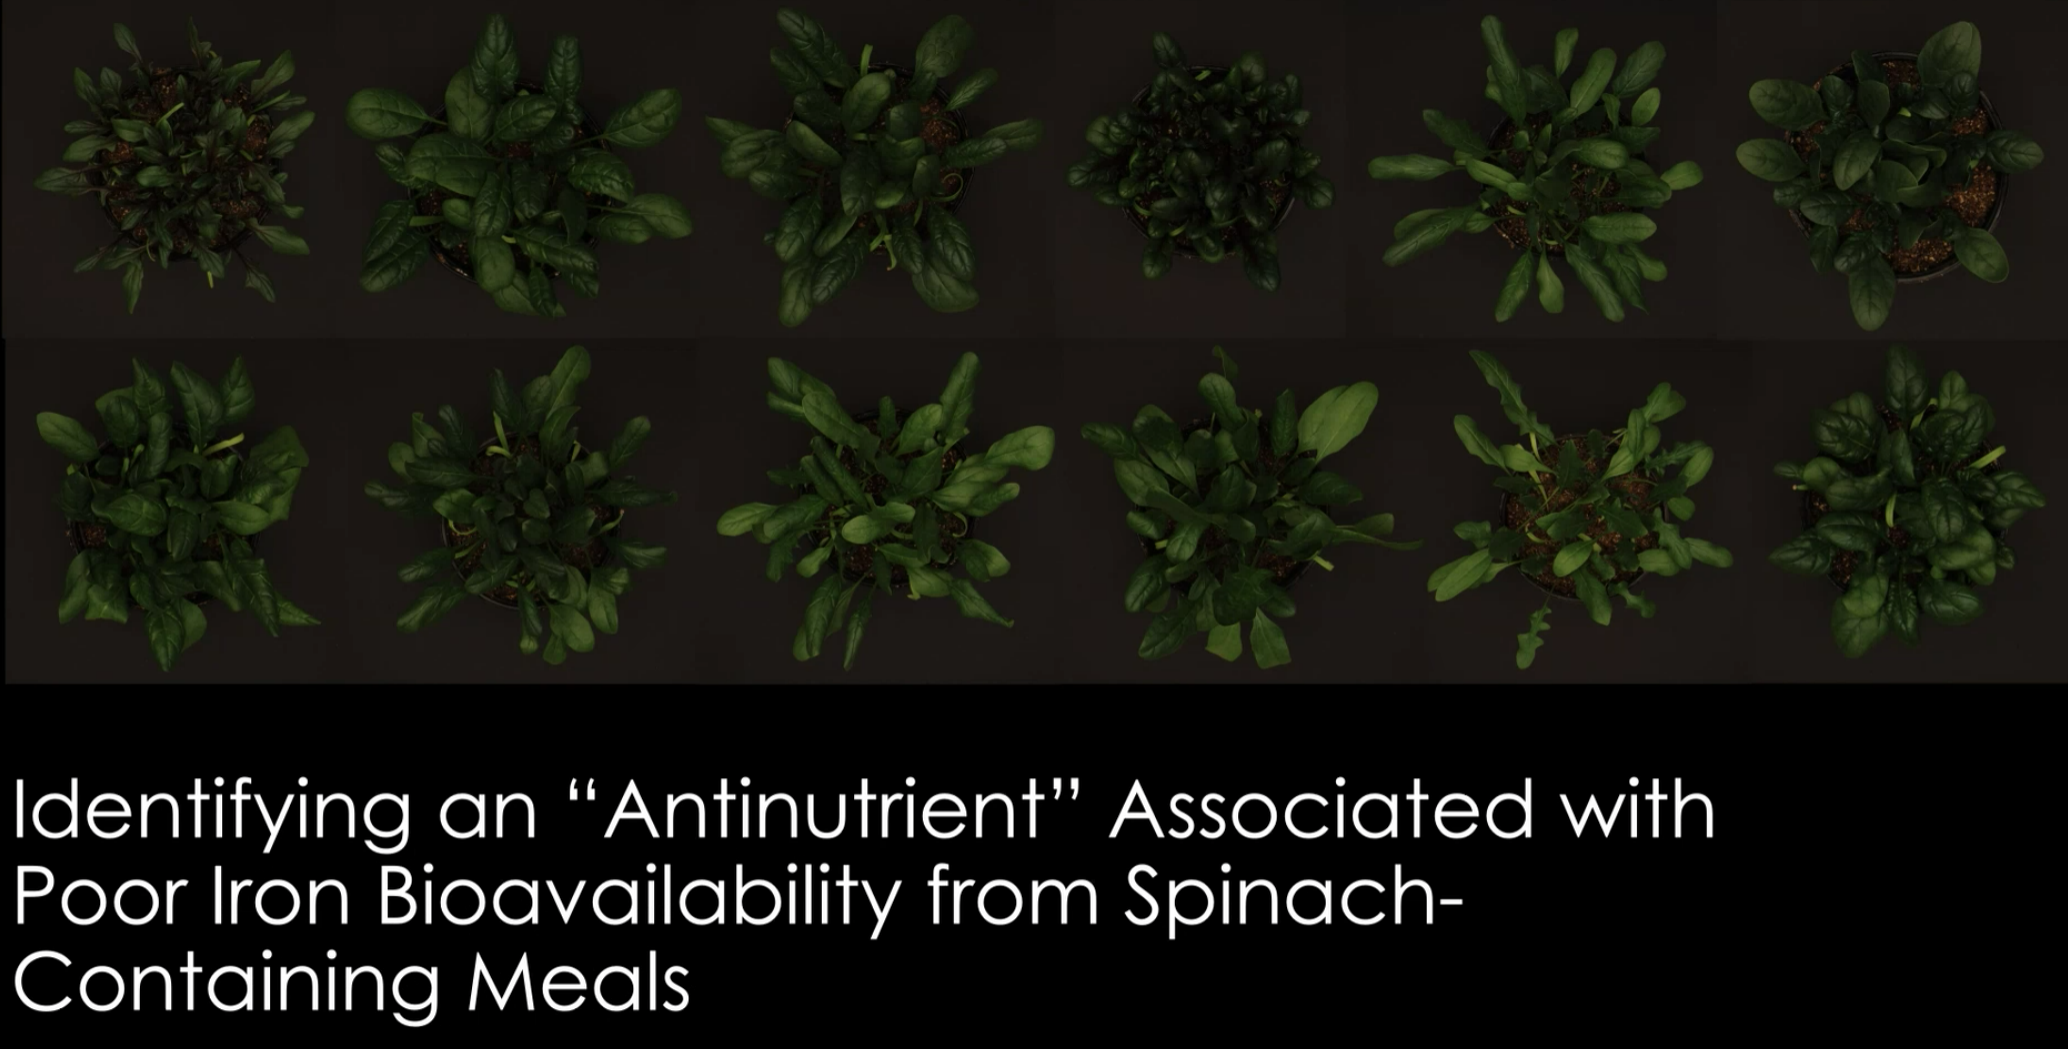 Identifying an “Antinutrient” Associated with
Poor Iron Bioavailability from Spinach-
Containing Meals